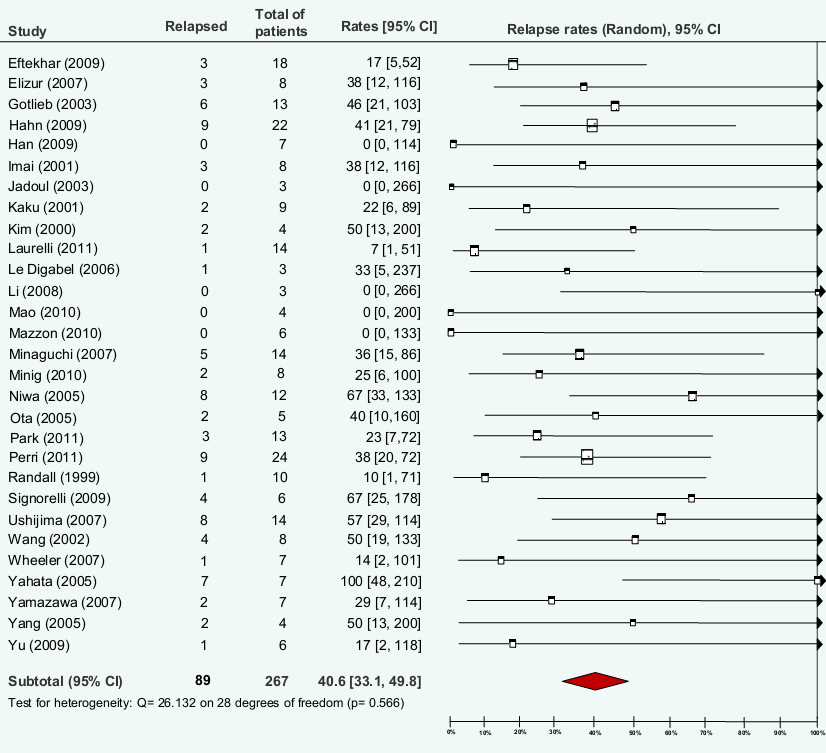 Study Relapsed Total of patients Rates [95% CI] Relapse rates (Random), 95% CI
Eftekhar (2009) 3 18 17 [5,52]
Elizur (2007) 3 8 38 [12, 116]
Gotlieb (2003) 6 13 46 [21, 103]
Hahn (2009) 9 22 41 [21, 79]
Han (2009) 0 7 0 [0, 114]
Imai (2001) 3 8 38 [12, 116]
Jadoul (2003) 0 3 0 [0, 266]
Kaku (2001) 2 9 22 [6, 89]
Kim (2000) 2 4 50 [13, 200]
Laurelli (2011) 1 14 7 [1, 51]
Le Digabel (2006) 1 3 33 [5, 237]
Li (2008) 0 3 0 [0, 266]
Mao (2010) 0 4 0 [0, 200]
Mazzon (2010) 0 6 0 [0, 133]
Minaguchi (2007) 5 14 36 [15, 86]
Minig (2010) 2 8 25 [6, 100]
Niwa (2005) 8 12 67 [33, 133]
Ota (2005) 2 5 40 [10,160]
Park (2011) 3 13 23 [7,72]
Perri (2011) 9 24 38 [20, 72]
Randall (1999) 1 10 10 [1, 71]
Signorelli (2009) 4 6 67 [25, 178]
Ushijima (2007) 8 14 57 [29, 114]
Wang (2002) 4 8 50 [19, 133]
Wheeler (2007) 1 7 14 [2, 101]
Yahata (2005) 7 7 100 [48, 210]
Yamazawa (2007) 2 7 29 [7, 114]
Yang (2005) 2 4 50 [13, 200]
Yu (2009) 1 6 17 [2, 118]
Subtotal (95% CI) 89 267 40.6 [33.1, 49.8]
Test for heterogeneity: Q= 26.132 on 28 degrees of freedom (p= 0.566)
0% 10% 20% 30% 40% 50% 60% 70% 80% 90% 100%